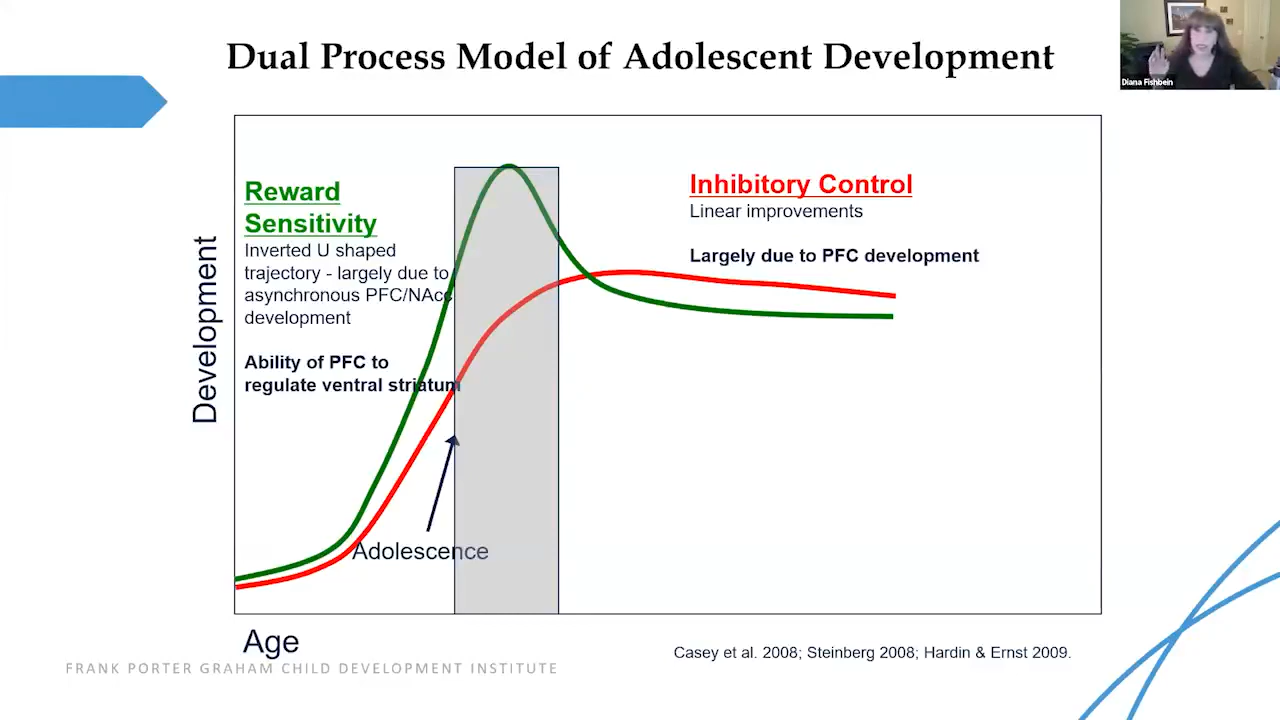 Dual Process Model of Adolescent Development
Diana Fishbein
Reward
Sensitivity
Inverted U shaped
trajectory - largely due to
asynchronous PFC/NAcc
development
Ability of PFC to
regulate ventral striatum
Inhibitory Control
Linear improvements
Largely due to PFC development
Development
Adolescence
Age
Casey et al. 2008; Steinberg 2008; Hardin & Ernst 2009.
FRANK PORTER GRAHAM CHILD DEVELOPMENT INSTITUTE